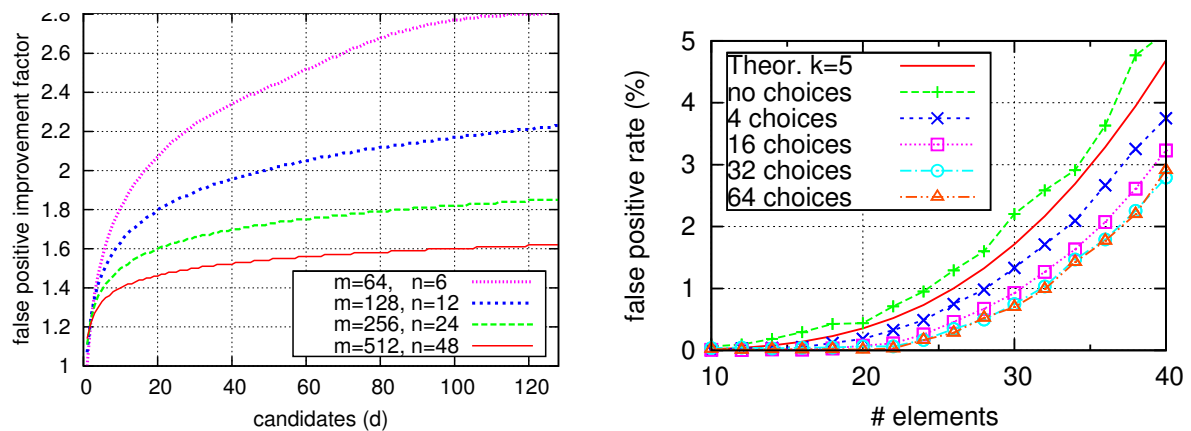 false positive improvement factor
2.8
2.6
2.4
2.2
2
1.8
1.6
1.4
1.2
1
0 20 40 60 80 100 120
candidates (d)
m=64, n=6
m=128, n=12
m=256, n=24
m=512, n=48
false positive rate (%)
5
4
3
2
1
0
10 20 30 40
# elements
Theor. k=5
no choices
4 choices
16 choices
32 choices
64 choices